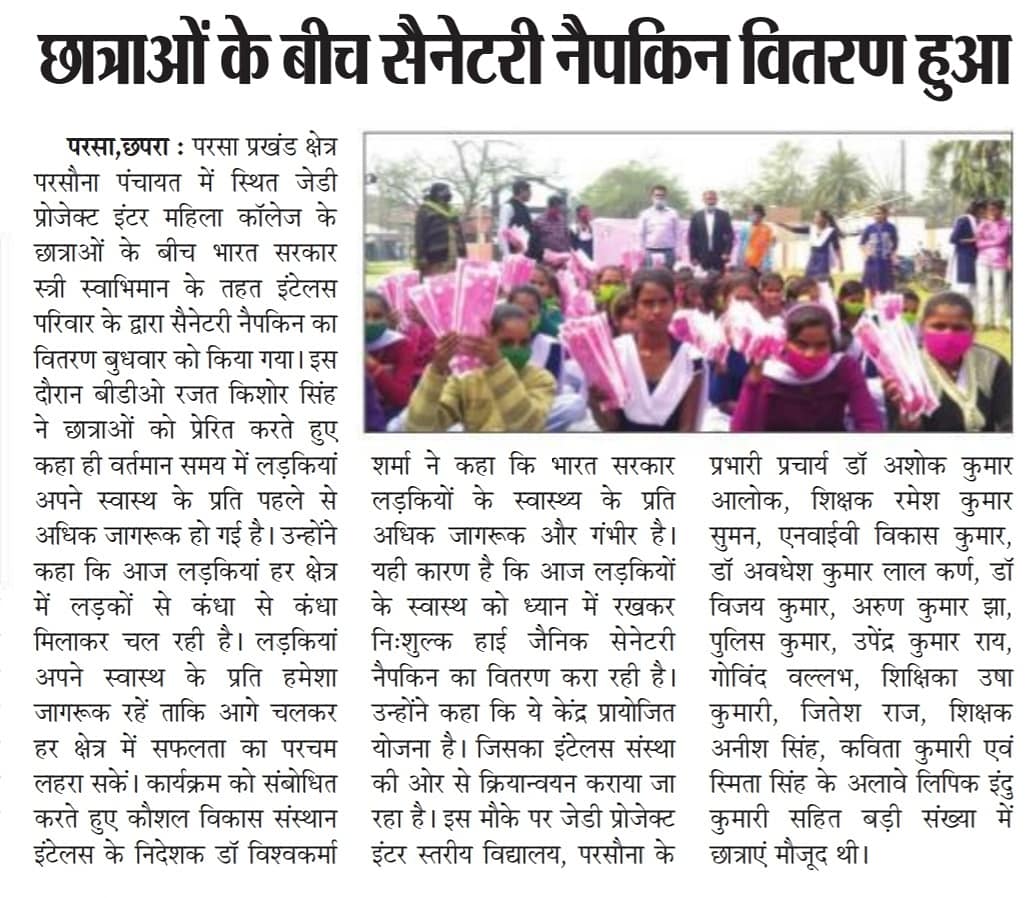 छात्राओं के बीच सैनेटरी नैपकिन वितरण हुआ
परसा,छपरा : परसा प्रखंड क्षेत्र
परसौना पंचायत में स्थित जेडी
प्रोजेक्ट इंटर महिला कॉलेज के
छात्राओं के बीच भारत सरकार
स्त्री स्वाभिमान के तहत इंटेलस
परिवार के द्वारा सैनेटरी नैपकिन का
वितरण बुधवार को किया गया। इस
दौरान बीडीओ रजत किशोर सिंह
ने छात्राओं को प्रेरित करते हुए
कहा ही वर्तमान समय में लड़कियां
अपने स्वास्थ के प्रति पहले से
अधिक जागरूक हो गई है। उन्होंने
कहा कि आज लड़कियां हर क्षेत्र
में लड़कों से कंधा से कंधा
मिलाकर चल रही है। लड़कियां
अपने स्वास्थ के प्रति हमेशा
जागरूक रहें ताकि आगे चलकर
हर क्षेत्र में सफलता का परचम
लहरा सकें। कार्यक्रम को संबोधित
करते हुए कौशल विकास संस्थान
इंटेलस के निदेशक डॉ विश्वकर्मा
शर्मा ने कहा कि भारत सरकार
लड़कियों के स्वास्थ्य के प्रति
अधिक जागरूक और गंभीर है।
यही कारण है कि आज लड़कियों
के स्वास्थ को ध्यान में रखकर
निःशुल्क हाई जैनिक सेनेटरी
नैपकिन का वितरण करा रही है।
उन्होंने कहा कि ये केंद्र प्रायोजित
योजना है। जिसका इंटेलस संस्था
की ओर से क्रियान्वयन कराया जा
रहा है। इस मौके पर जेडी प्रोजेक्ट
इंटर स्तरीय विद्यालय, परसौना के
प्रभारी प्रचार्य डॉ अशोक कुमार
आलोक, शिक्षक रमेश कुमार
सुमन, एनवाईवी विकास कुमार,
डॉ अवधेश कुमार लाल कर्ण, डॉ
विजय कुमार, अरुण कुमार झा,
पुलिस कुमार, उपेंद्र कुमार राय,
गोविंद वल्लभ, शिक्षिका उषा
कुमारी, जितेश राज, शिक्षक
अनीश सिंह, कविता कुमारी एवं
स्मिता सिंह के अलावे लिपिक इंदु
कुमारी सहित बड़ी संख्या में
छात्राएं मौजूद थी।